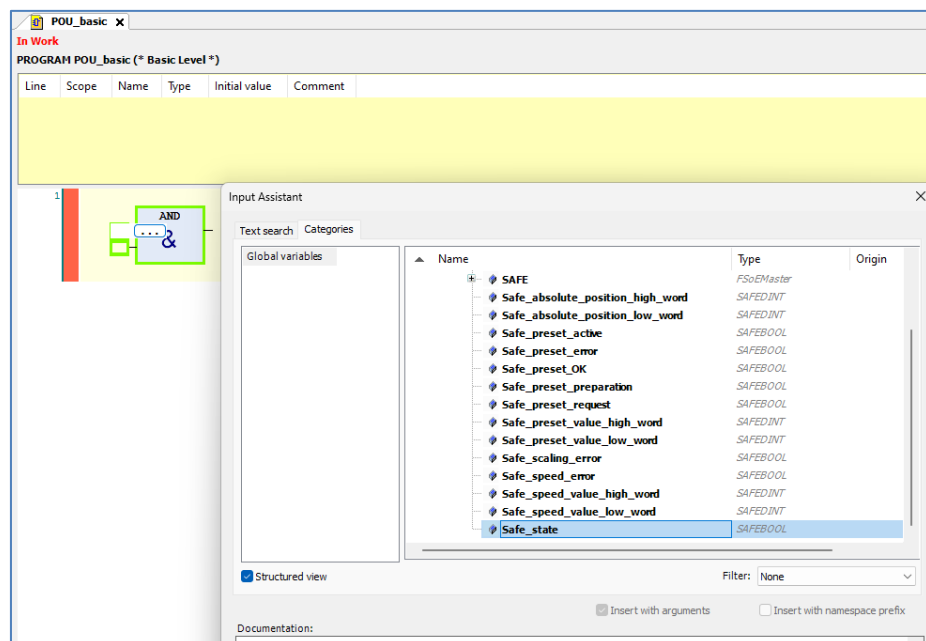 POU_basic
In Work
PROGRAM POU_basic (* Basic Level *)
Line Scope Name Type Initial value Comment
1
AND
...
&
Input Assistant
Text search Categories
Global variables
Name Type Origin
SAFE FSoEMaster
Safe_absolute_position_high_word SAFEDINT
Safe_absolute_position_low_word SAFEDINT
Safe_preset_active SAFEBOOL
Safe_preset_error SAFEBOOL
Safe_preset_OK SAFEBOOL
Safe_preset_preparation SAFEBOOL
Safe_preset_request SAFEBOOL
Safe_preset_value_high_word SAFEDINT
Safe_preset_value_low_word SAFEDINT
Safe_scaling_error SAFEBOOL
Safe_speed_error SAFEBOOL
Safe_speed_value_high_word SAFEDINT
Safe_speed_value_low_word SAFEDINT
Safe_state SAFEBOOL
Structured view
Filter: None
Insert with arguments Insert with namespace prefix
Documentation: